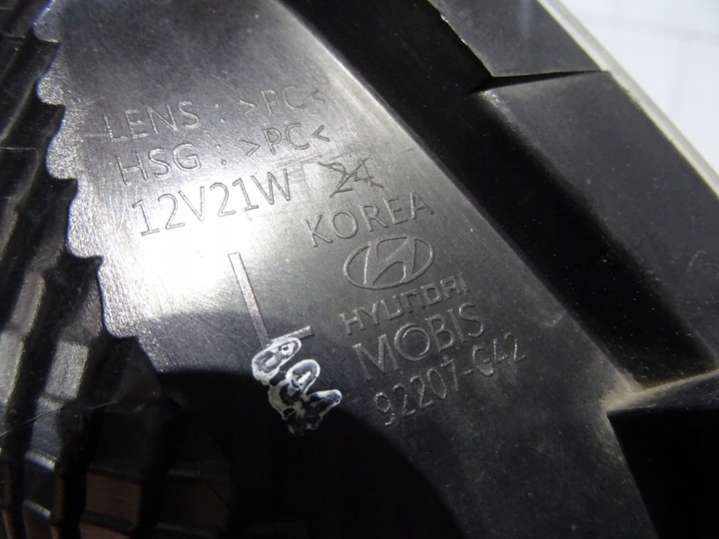 LENS : >PC<
HSG : >PC<
12V21W 24
KOREA
HYUNDAI
MOBIS
92207-G42
L